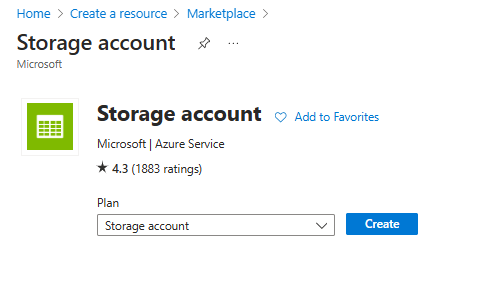 Home > Create a resource > Marketplace >
Storage account
...
Microsoft
Storage account
Add to Favorites
Microsoft | Azure Service
★ 4.3 (1883 ratings)
Plan
Storage account
Create